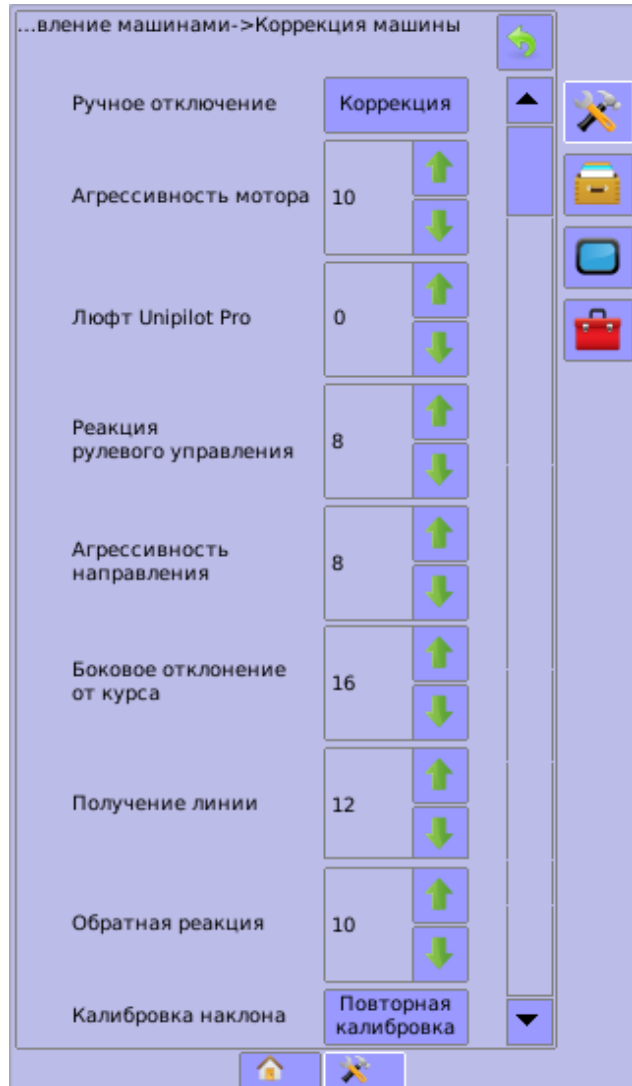 ...вление машинами->Коррекция машины
Ручное отключение
Коррекция
Агрессивность мотора
10
Люфт Unipilot Pro
0
Реакция
рулевого управления
8
Агрессивность
направления
8
Боковое отклонение
от курса
16
Получение линии
12
Обратная реакция
10
Калибровка наклона
Повторная
калибровка